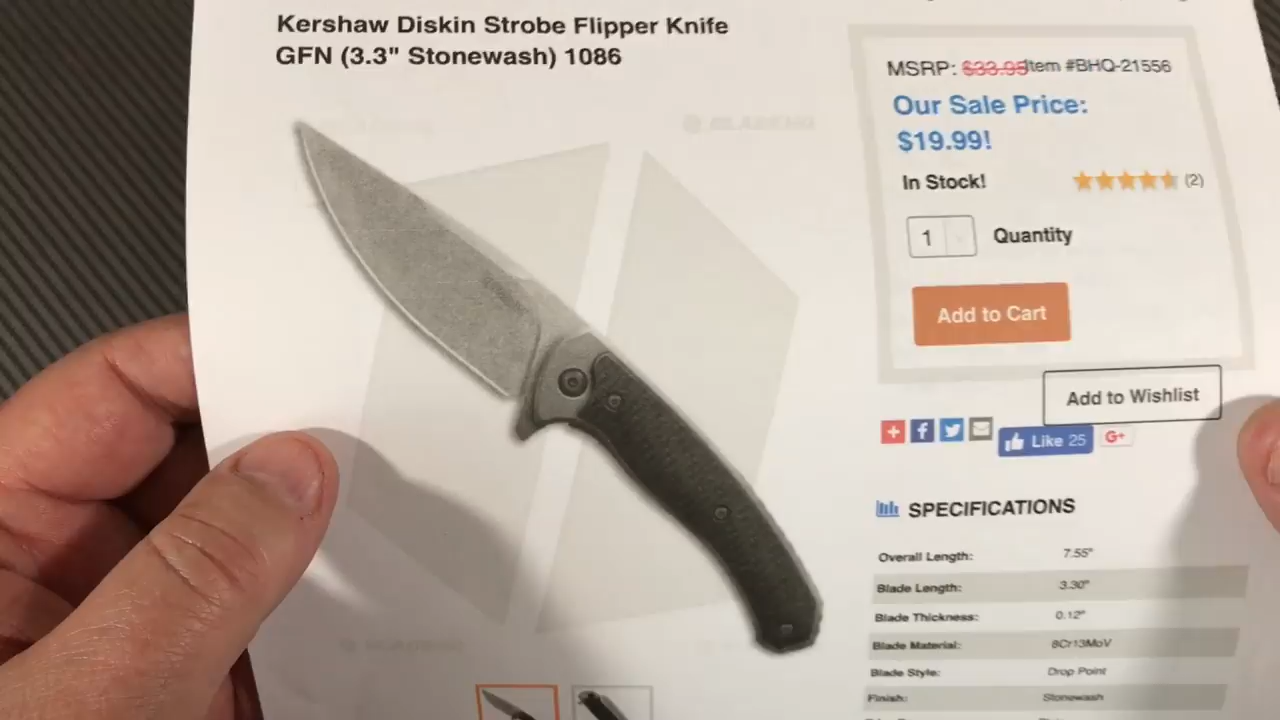 Kershaw Diskin Strobe Flipper Knife
GFN (3.3" Stonewash) 1086
MSRP: $33.95 Item #BHQ-21556
Our Sale Price:
$19.99!
In Stock!
(2)
1
Quantity
Add to Cart
Add to Wishlist
Like 25
G+
SPECIFICATIONS
Overall Length: 7.55"
Blade Length: 3.30"
Blade Thickness: 0.12"
Blade Material: 8Cr13MoV
Blade Style: Drop Point
Finish: Stonewash